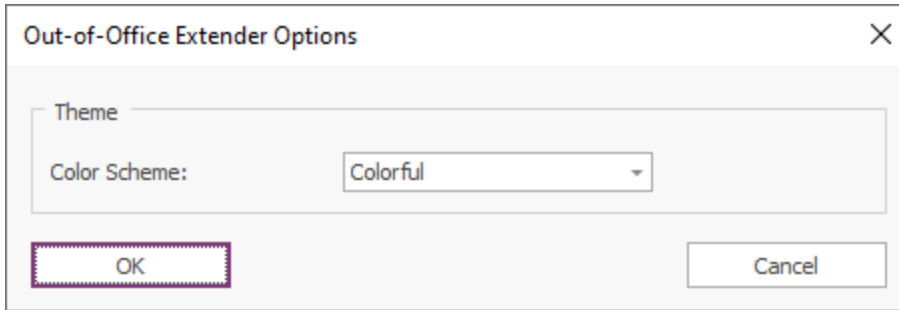 Out-of-Office Extender Options
Theme
Color Scheme: Colorful
OK Cancel